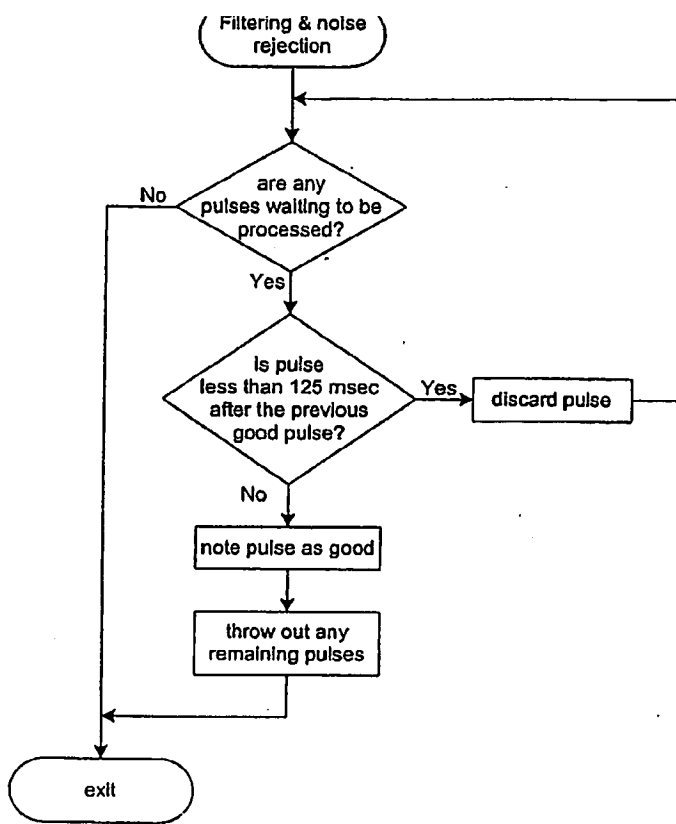 Filtering & noise
rejection
are any
pulses waiting to be
processed?
No
Yes
Is pulse
less than 125 msec
after the previous
good pulse?
Yes
discard pulse
No
note pulse as good
throw out any
remaining pulses
exit